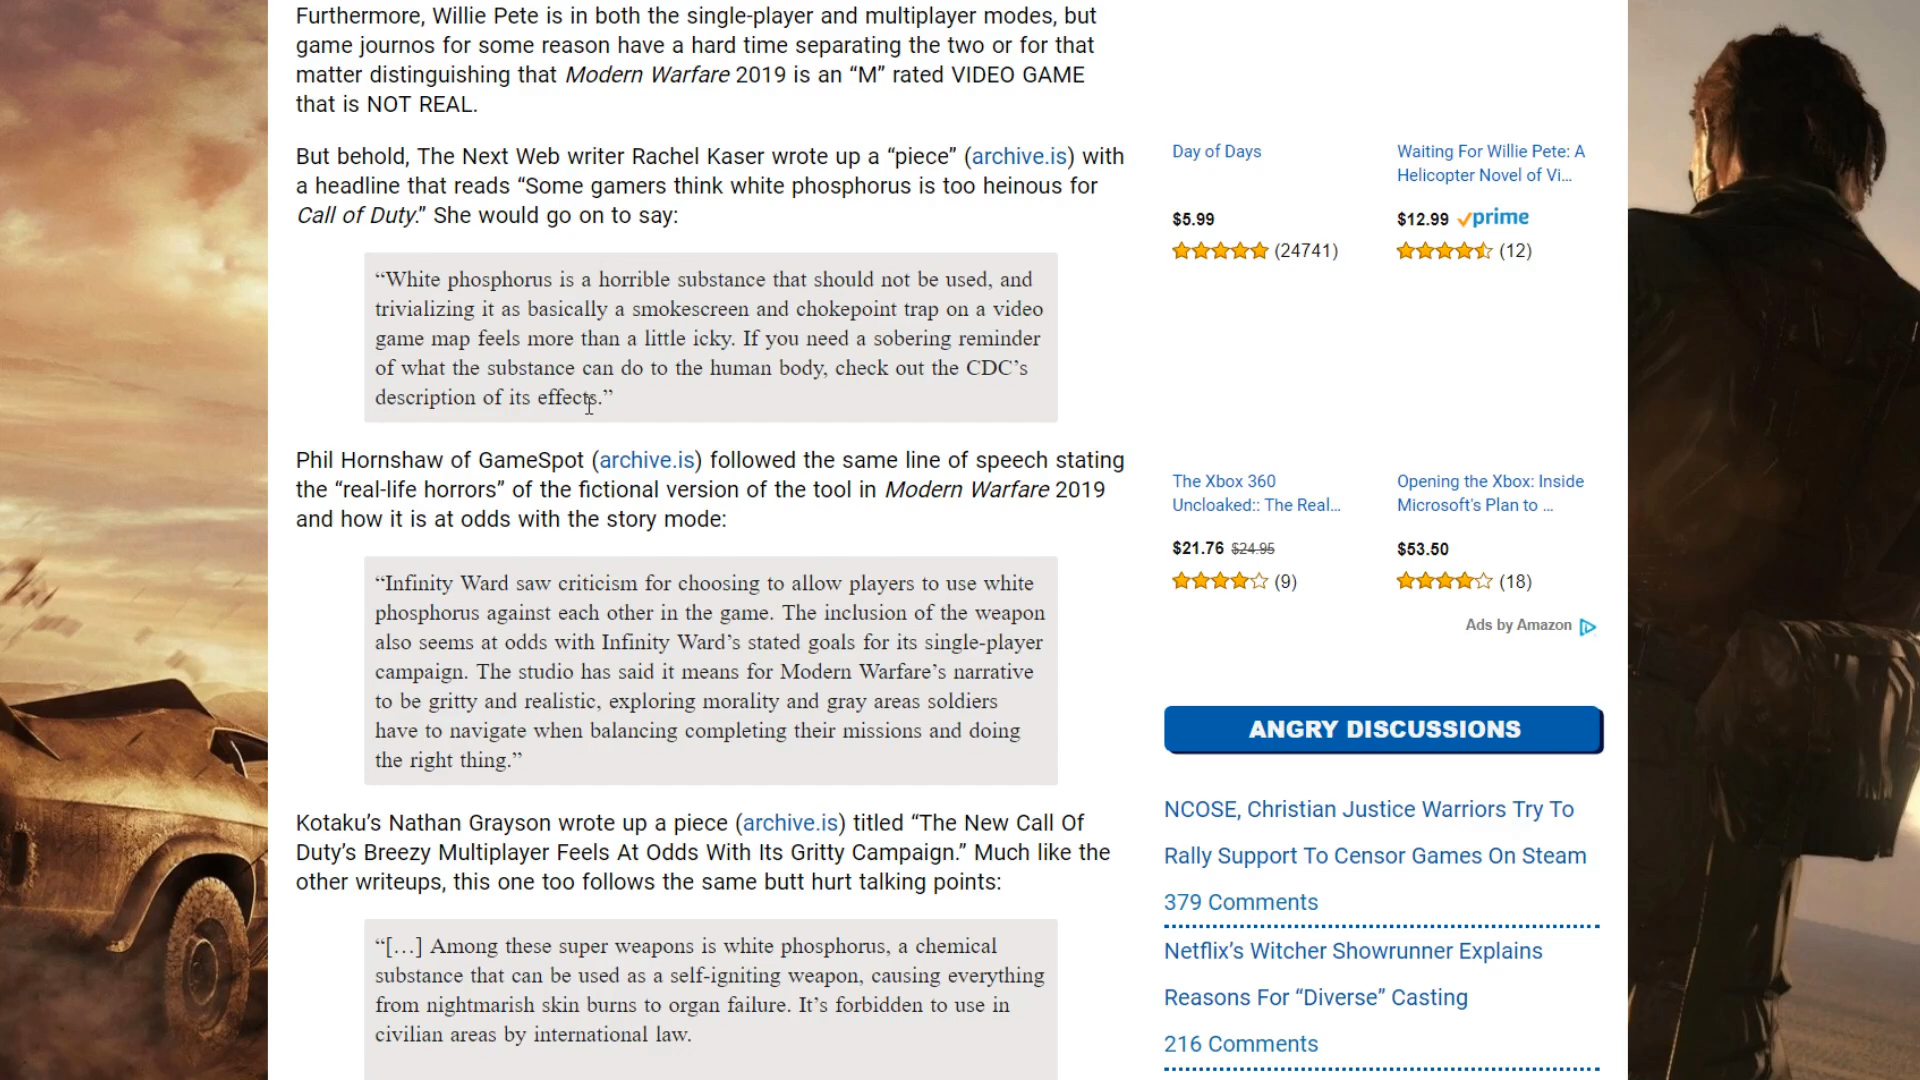 Furthermore, Willie Pete is in both the single-player and multiplayer modes, but
game journos for some reason have a hard time separating the two or for that
matter distinguishing that Modern Warfare 2019 is an “M” rated VIDEO GAME
that is NOT REAL.
But behold, The Next Web writer Rachel Kaser wrote up a “piece” (archive.is) with
a headline that reads “Some gamers think white phosphorus is too heinous for
Call of Duty.” She would go on to say:
“White phosphorus is a horrible substance that should not be used, and
trivializing it as basically a smokescreen and chokepoint trap on a video
game map feels more than a little icky. If you need a sobering reminder
of what the substance can do to the human body, check out the CDC’s
description of its effects.”
Phil Hornshaw of GameSpot (archive.is) followed the same line of speech stating
the “real-life horrors” of the fictional version of the tool in Modern Warfare 2019
and how it is at odds with the story mode:
“Infinity Ward saw criticism for choosing to allow players to use white
phosphorus against each other in the game. The inclusion of the weapon
also seems at odds with Infinity Ward’s stated goals for its single-player
campaign. The studio has said it means for Modern Warfare’s narrative
to be gritty and realistic, exploring morality and gray areas soldiers
have to navigate when balancing completing their missions and doing
the right thing.”
Kotaku’s Nathan Grayson wrote up a piece (archive.is) titled “The New Call Of
Duty’s Breezy Multiplayer Feels At Odds With Its Gritty Campaign.” Much like the
other writeups, this one too follows the same butt hurt talking points:
“[…] Among these super weapons is white phosphorus, a chemical
substance that can be used as a self-igniting weapon, causing everything
from nightmarish skin burns to organ failure. It’s forbidden to use in
civilian areas by international law.
Day of Days
$5.99
(24741)
Waiting For Willie Pete: A
Helicopter Novel of Vi...
$12.99 prime
(12)
The Xbox 360
Uncloaked:: The Real...
$21.76 $24.95
(9)
Opening the Xbox: Inside
Microsoft's Plan to ...
$53.50
(18)
Ads by Amazon
ANGRY DISCUSSIONS
NCOSE, Christian Justice Warriors Try To
Rally Support To Censor Games On Steam
379 Comments
Netflix’s Witcher Showrunner Explains
Reasons For “Diverse” Casting
216 Comments